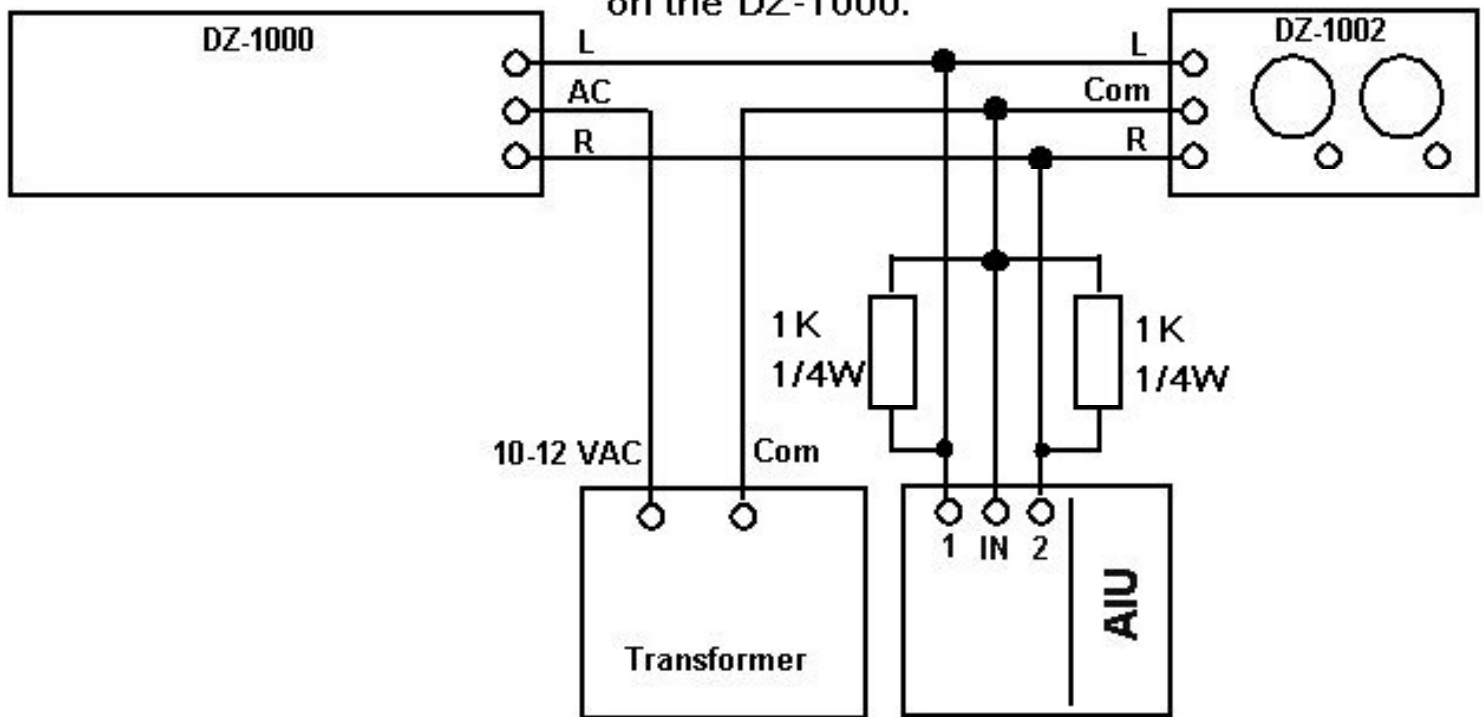 on the DZ-1000.
DZ-1000
DZ-1002
L
L
AC
Com
R
R
1K
1/4W
1K
1/4W
10-12 VAC
Com
1 IN 2
AIU
Transformer